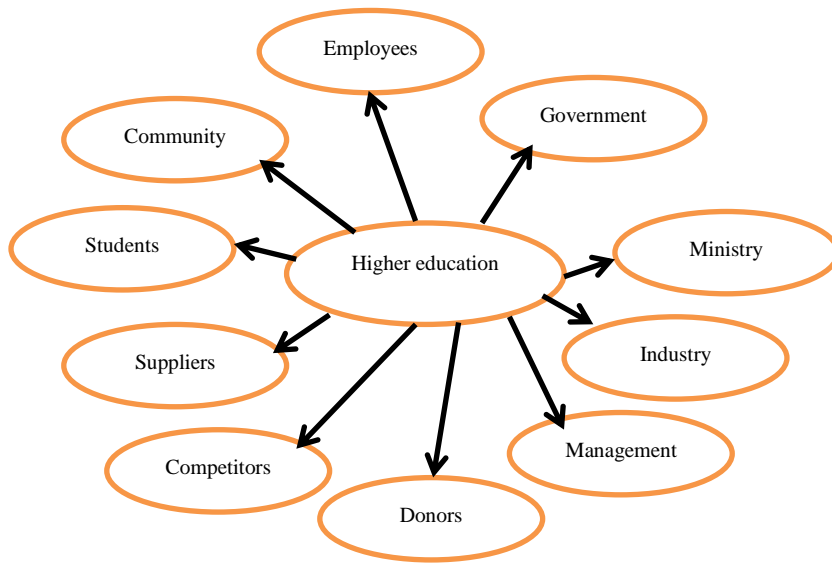 Employees
Government
Community
Students
Higher education
Ministry
Suppliers
Industry
Competitors
Management
Donors